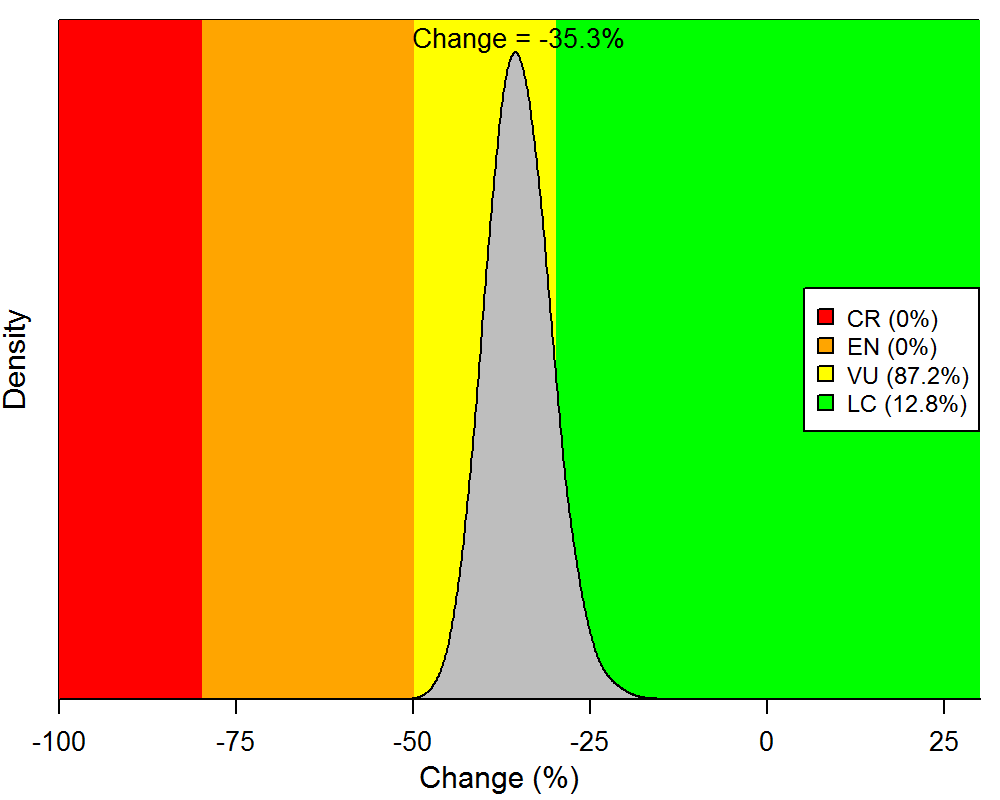 Change = -35.3%
Density
CR (0%)
EN (0%)
VU (87.2%)
LC (12.8%)
-100 -75 -50 -25 0 25
Change (%)